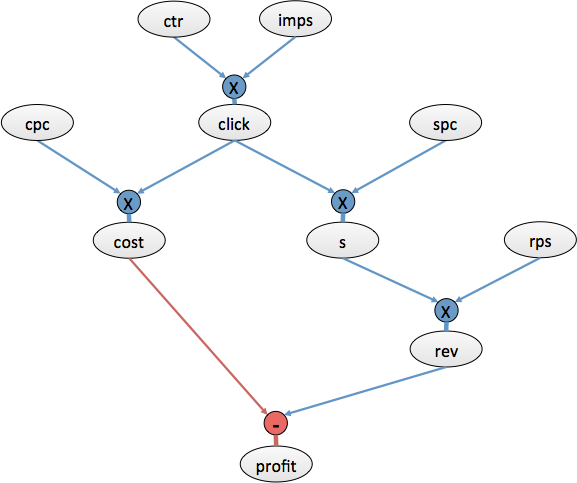 ctr
imps
X
cpc
click
spc
X
X
cost
s
rps
X
rev
-
profit